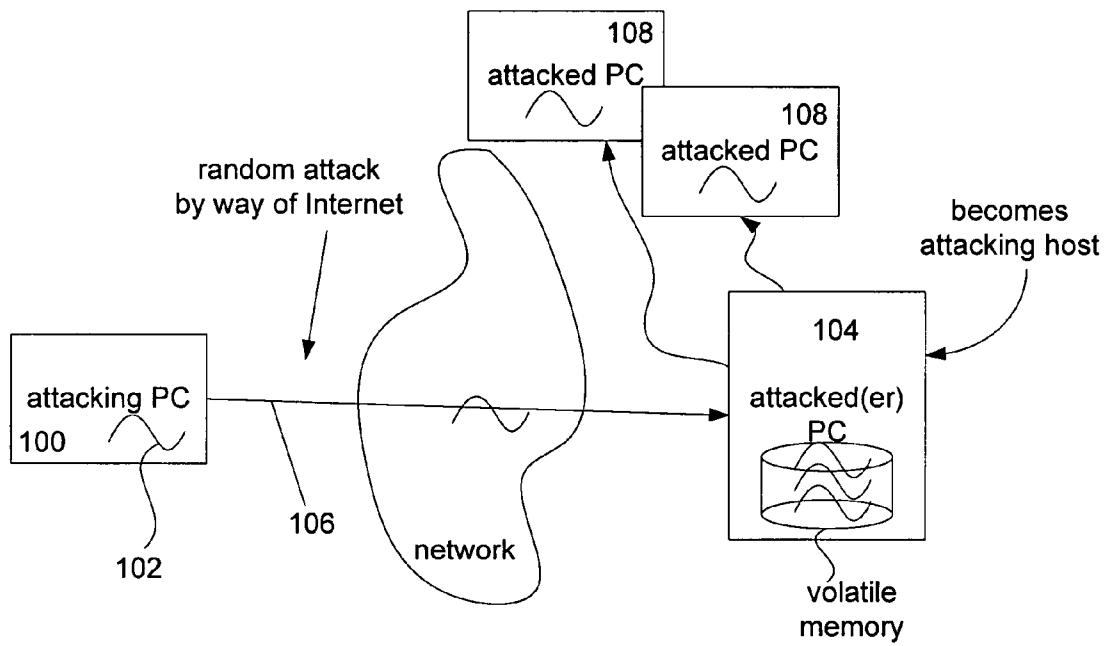 108
attacked PC
108
attacked PC
random attack
by way of Internet
becomes
attacking host
104
attacked(er)
PC
attacking PC
100
106
102
network
volatile
memory